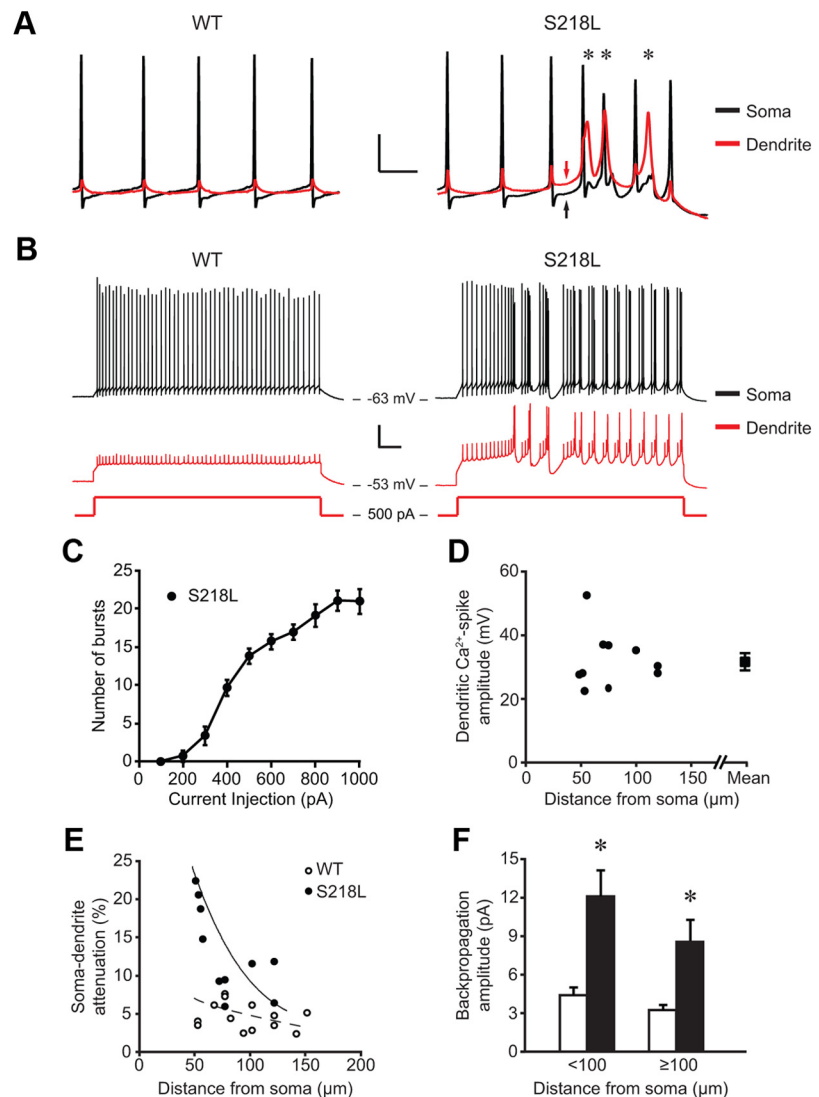 A
WT
S218L
* * *
Soma
Dendrite
B
WT
S218L
– -63 mV –
Soma
Dendrite
– -53 mV –
– 500 pA –
C
Number of bursts
25
20
15
10
5
0
S218L
200 400 600 800 1000
Current Injection (pA)
D
Dendritic Ca²⁺-spike
amplitude (mV)
60
40
20
0
0 50 100 150 Mean
Distance from soma (µm)
E
Soma-dendrite
attenuation (%)
25
20
15
10
5
0
WT
S218L
0 50 100 150 200
Distance from soma (µm)
F
Backpropagation
amplitude (pA)
15
12
9
6
3
0
* *
<100 ≥100
Distance from soma (µm)